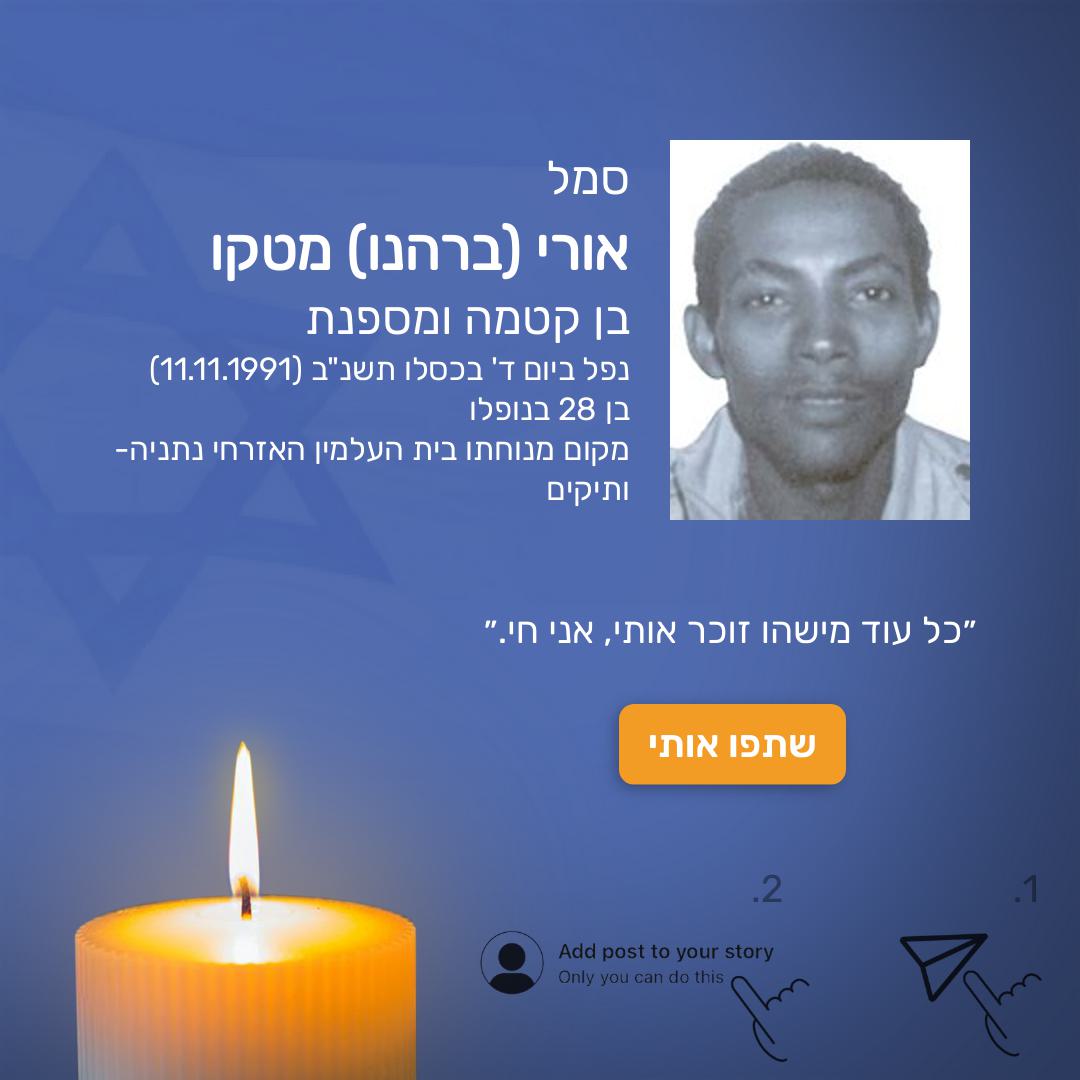 סמל
אורי (ברהנו) מטקו
בן קטמה ומספנת
נפל ביום ד' בכסלו תשנ"ב (11.11.1991)
בן 28 בנופלו
מקום מנוחתו בית העלמין האזרחי נתניה-
ותיקים
״כל עוד מישהו זוכר אותי, אני חי.״
שתפו אותי
1.
2.
Add post to your story
Only you can do this